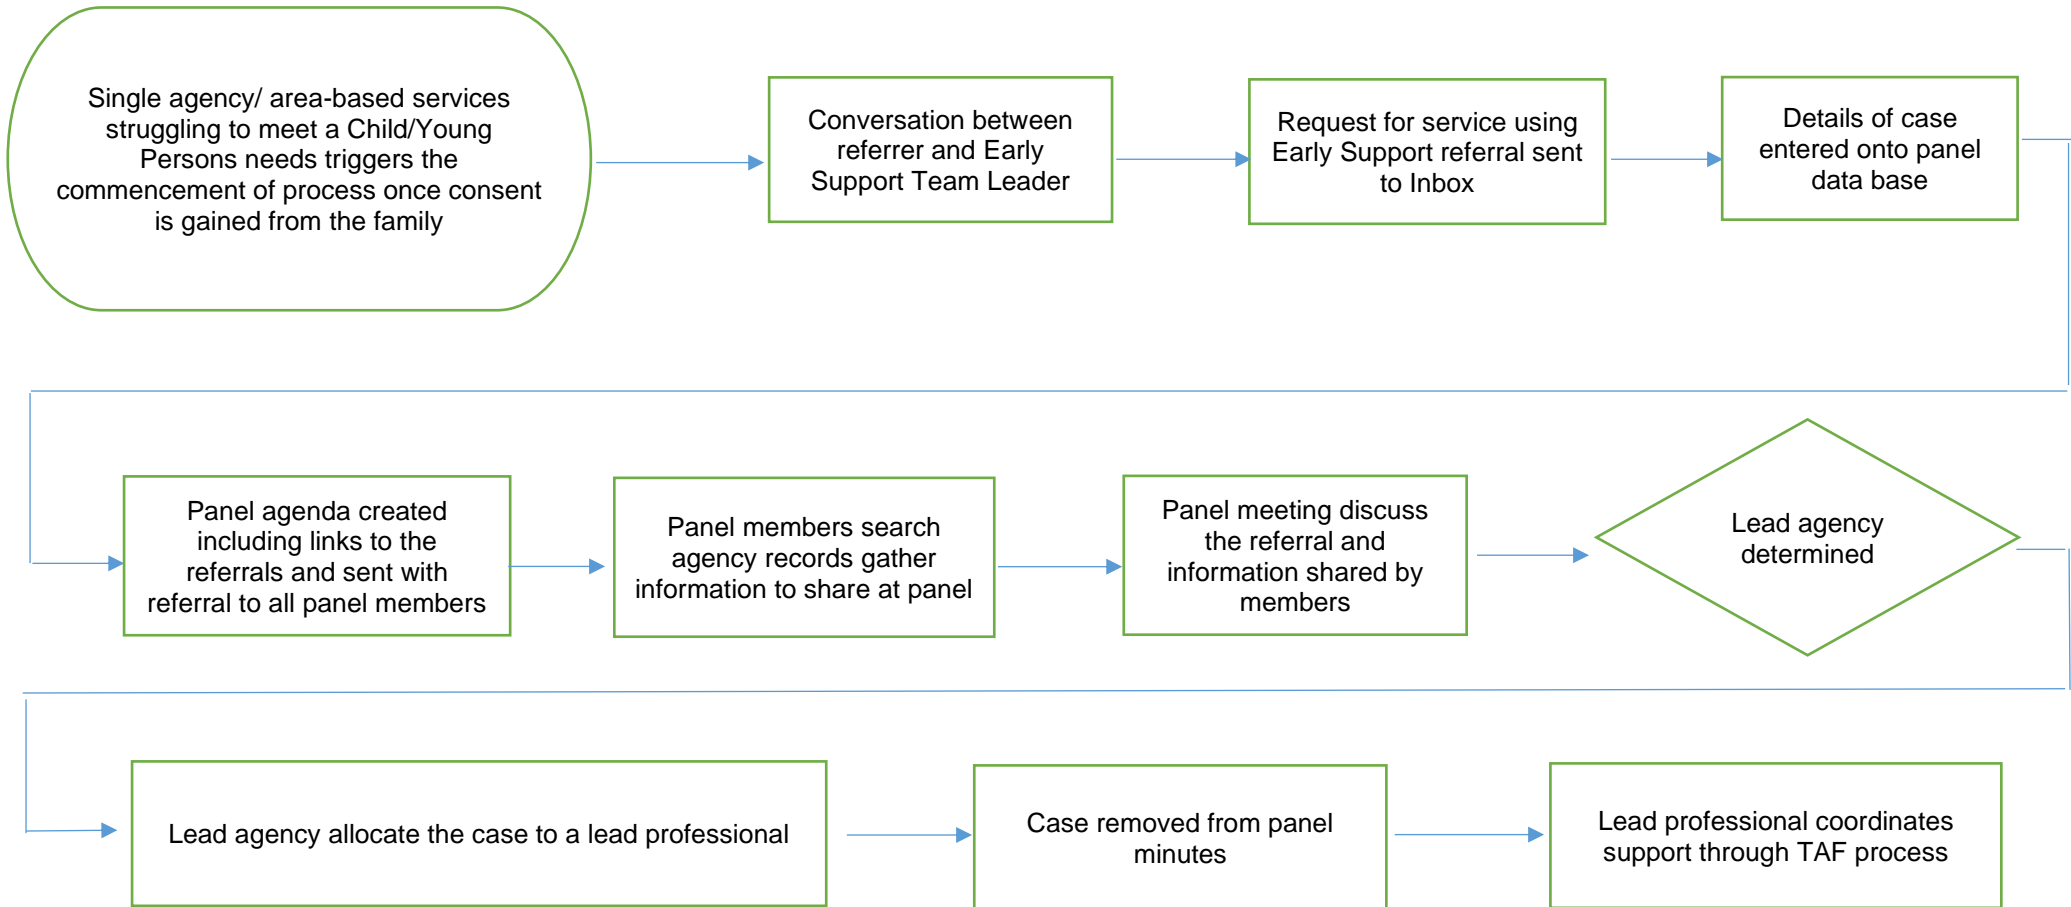 Single agency/ area-based services
struggling to meet a Child/Young
Persons needs triggers the
commencement of process once consent
is gained from the family
Conversation between
referrer and Early
Support Team Leader
Request for service using
Early Support referral sent
to Inbox
Details of case
entered onto panel
data base
Panel agenda created
including links to the
referrals and sent with
referral to all panel members
Panel members search
agency records gather
information to share at panel
Panel meeting discuss
the referral and
information shared by
members
Lead agency
determined
Lead agency allocate the case to a lead professional
Case removed from panel
minutes
Lead professional coordinates
support through TAF process